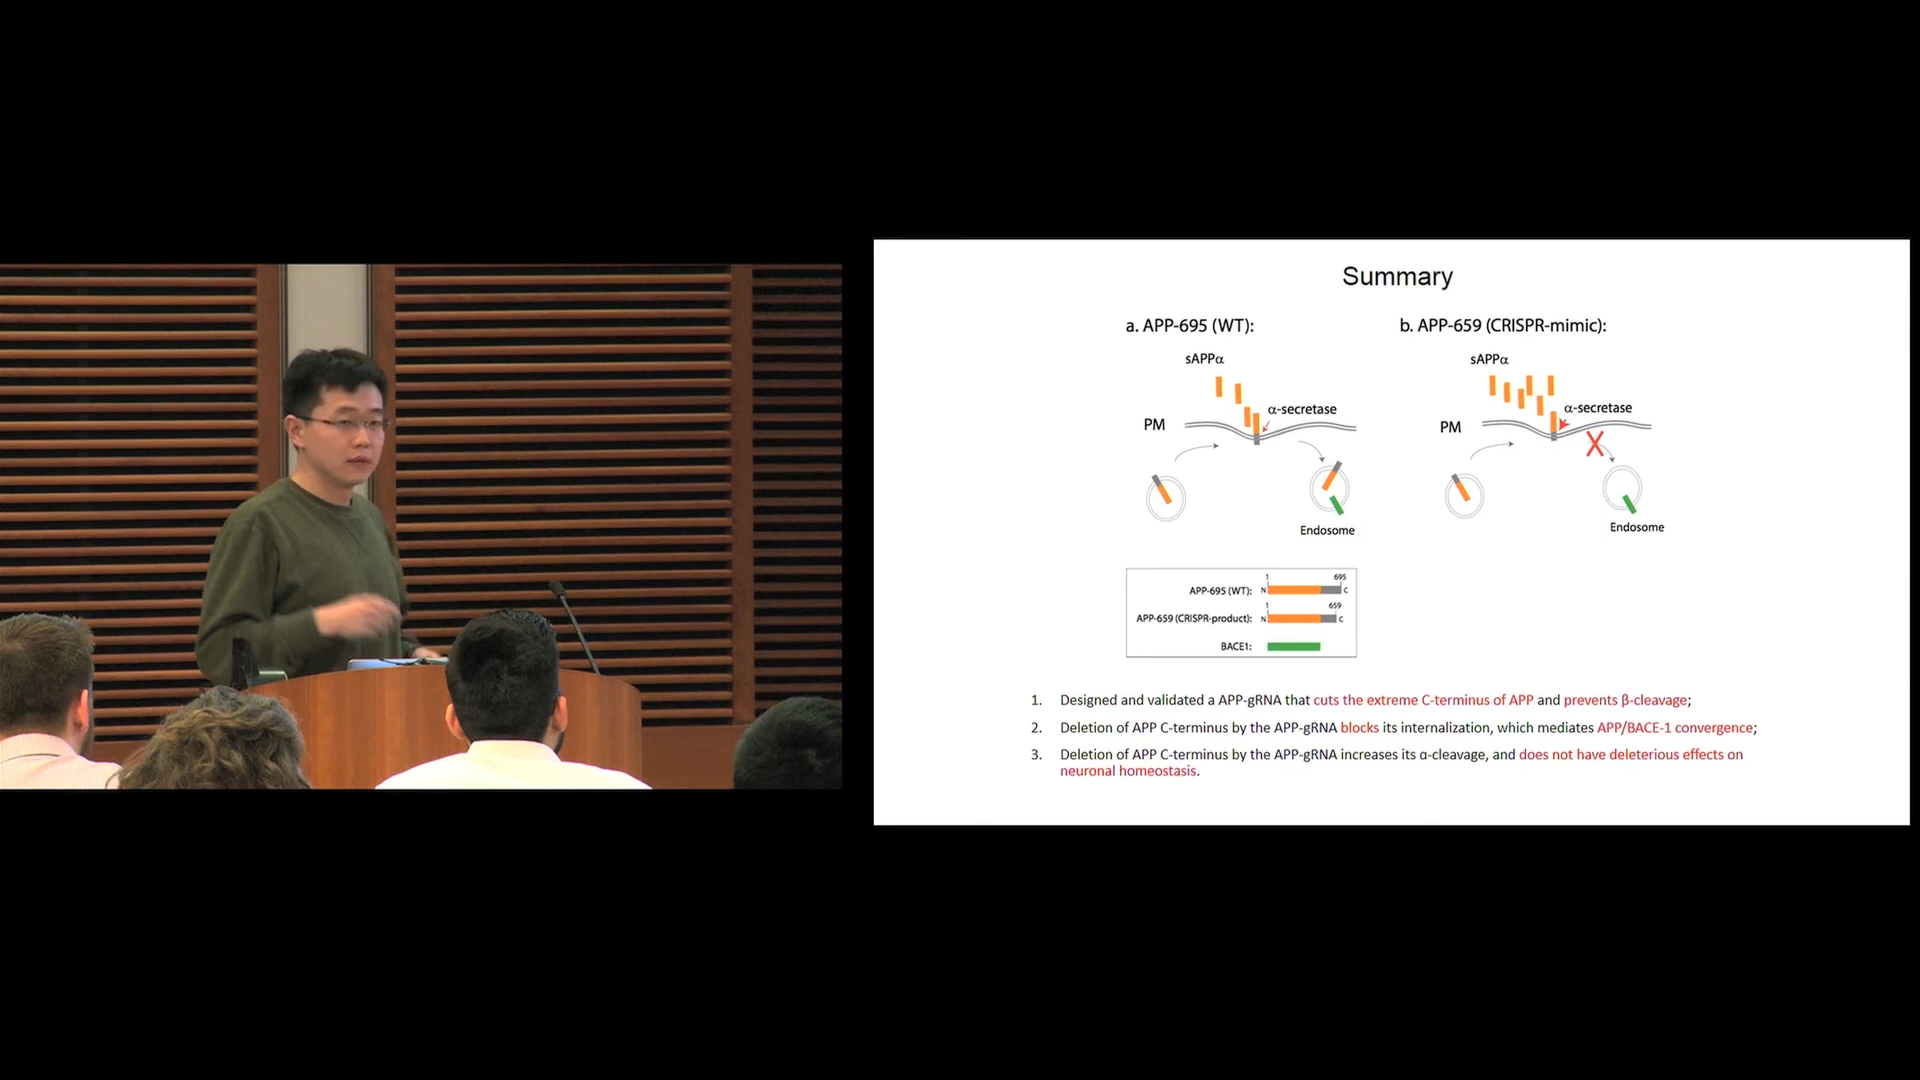 Summary
a. APP-695 (WT):
b. APP-659 (CRISPR-mimic):
sAPPα
sAPPα
α-secretase
α-secretase
PM
PM
Endosome
Endosome
1 695
APP-695 (WT): N C
1 659
APP-659 (CRISPR-product): N C
BACE1:
1. Designed and validated a APP-gRNA that cuts the extreme C-terminus of APP and prevents β-cleavage;
2. Deletion of APP C-terminus by the APP-gRNA blocks its internalization, which mediates APP/BACE-1 convergence;
3. Deletion of APP C-terminus by the APP-gRNA increases its α-cleavage, and does not have deleterious effects on
neuronal homeostasis.